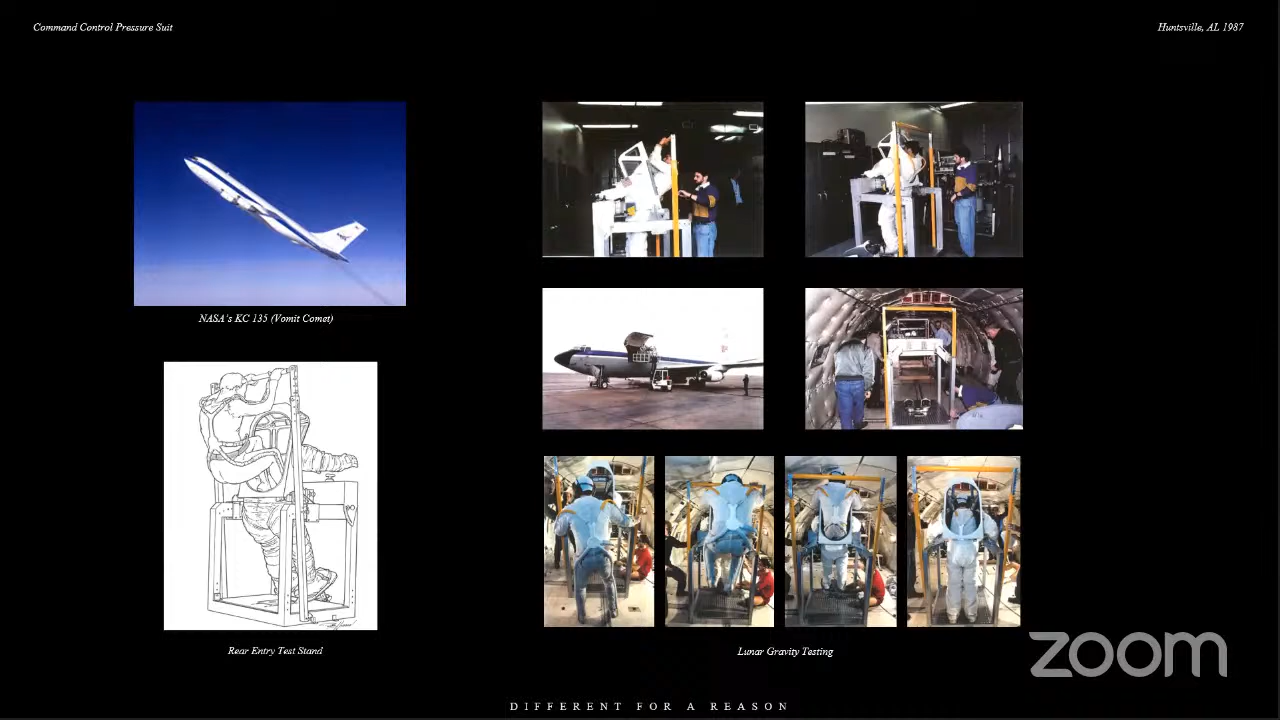 Command Control Pressure Suit
Huntsville, AL 1987
NASA's KC 135 (Vomit Comet)
Rear Entry Test Stand
Lunar Gravity Testing
zoom
DIFFERENT FOR A REASON